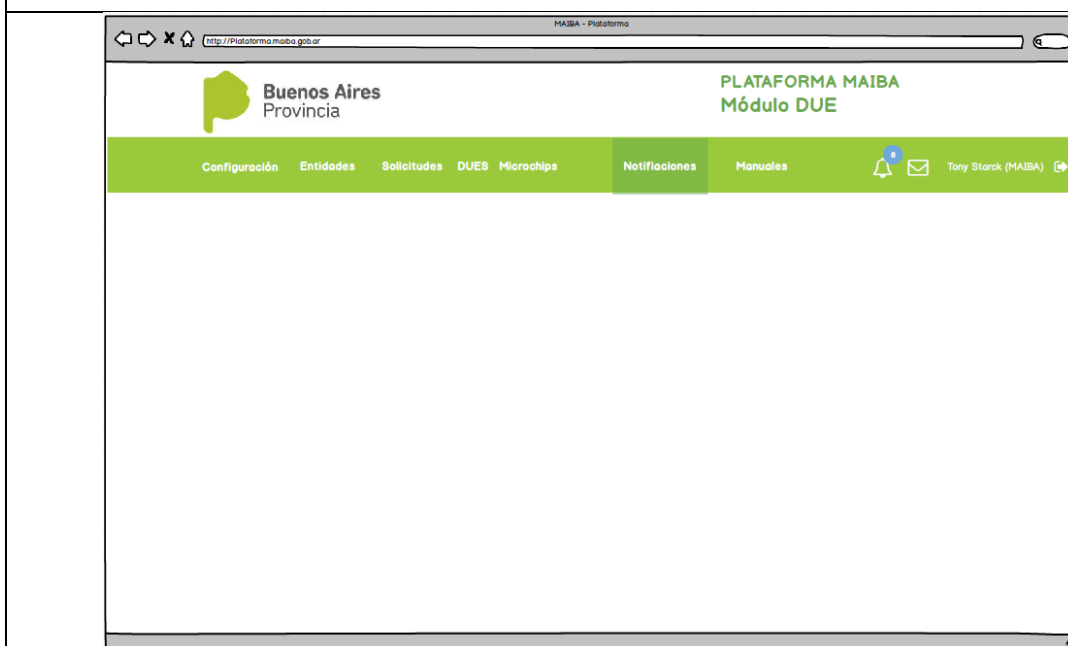 MAIBA - Plataforma
http://Plataforma.maiba.gob.ar
Buenos Aires
Provincia
PLATAFORMA MAIBA
Módulo DUE
Configuración Entidades Solicitudes DUES Microchips Notifiaciones Manuales Tony Starck (MAIBA)